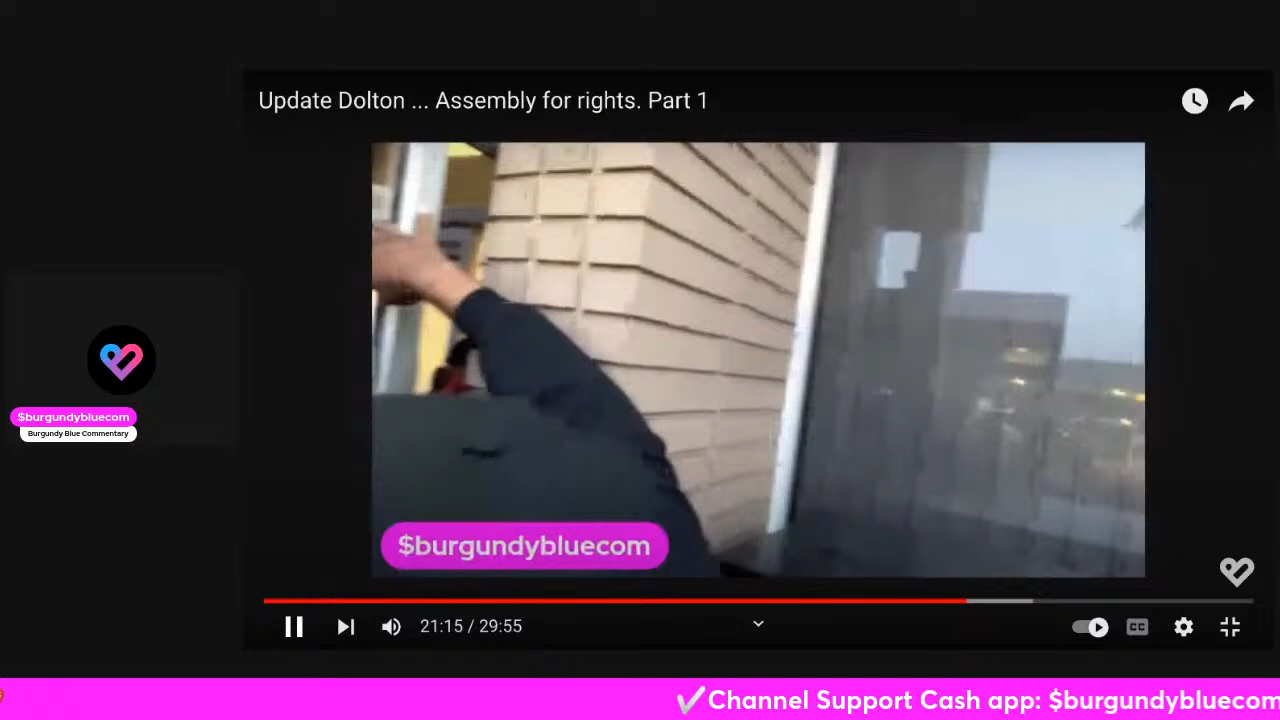 Update Dolton ... Assembly for rights. Part 1
$burgundybluecom
Burgundy Blue Commentary
$burgundybluecom
21:15 / 29:55
CC
✔Channel Support Cash app: $burgundybluecom